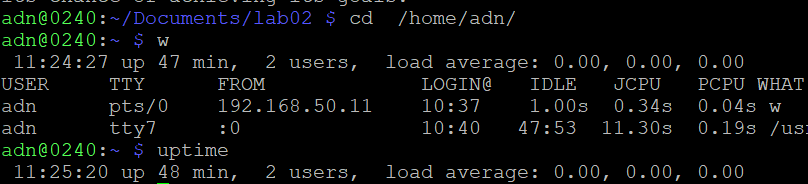 adn@0240:~/Documents/lab02 $ cd  /home/adn/
adn@0240:~ $ w
 11:24:27 up 47 min,  2 users,  load average: 0.00, 0.00, 0.00
USER     TTY      FROM             LOGIN@   IDLE   JCPU   PCPU WHAT
adn      pts/0    192.168.50.11    10:37    1.00s  0.34s  0.04s w
adn      tty7     :0               10:40   47:53  11.30s  0.19s /us
adn@0240:~ $ uptime
 11:25:20 up 48 min,  2 users,  load average: 0.00, 0.00, 0.00